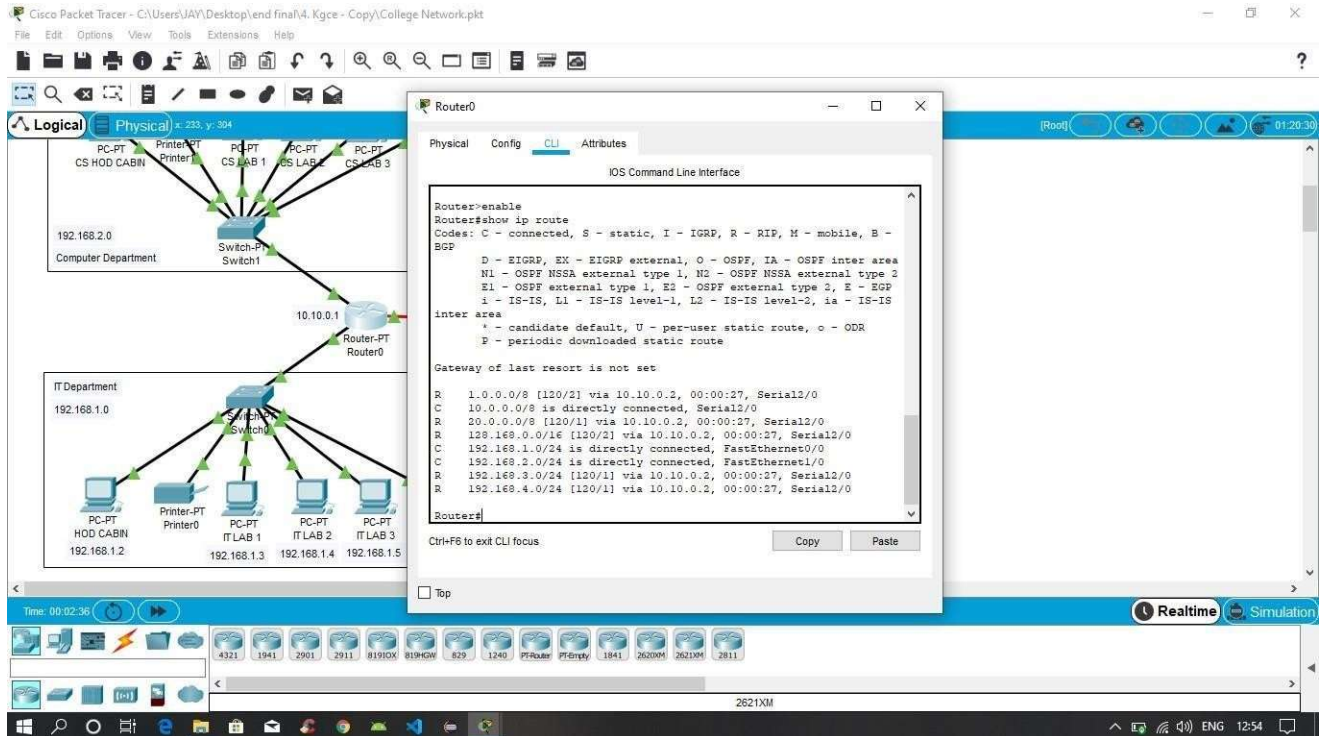 Cisco Packet Tracer - C:\Users\JAY\Desktop\end final\4. Kgce - Copy\College Network.pkt
File Edit Options View Tools Extensions Help
?
Logical Physical x: 233, y: 304
[Root] 01:20:30
PC-PT
CS HOD CABIN
Printer-PT
Printer1
PC-PT
CS LAB 1
PC-PT
CS LAB 2
PC-PT
CS LAB 3
192.168.2.0
Computer Department
Switch-PT
Switch1
10.10.0.1
Router-PT
Router0
IT Department
192.168.1.0
Switch-PT
Switch0
PC-PT
HOD CABIN
192.168.1.2
Printer-PT
Printer0
PC-PT
IT LAB 1
192.168.1.3
PC-PT
IT LAB 2
192.168.1.4
PC-PT
IT LAB 3
192.168.1.5
Router0
Physical Config CLI Attributes
IOS Command Line Interface
Router>enable
Router#show ip route
Codes: C - connected, S - static, I - IGRP, R - RIP, M - mobile, B -
BGP
D - EIGRP, EX - EIGRP external, O - OSPF, IA - OSPF inter area
N1 - OSPF NSSA external type 1, N2 - OSPF NSSA external type 2
E1 - OSPF external type 1, E2 - OSPF external type 2, E - EGP
i - IS-IS, L1 - IS-IS level-1, L2 - IS-IS level-2, ia - IS-IS
inter area
* - candidate default, U - per-user static route, o - ODR
P - periodic downloaded static route
Gateway of last resort is not set
R 1.0.0.0/8 [120/2] via 10.10.0.2, 00:00:27, Serial2/0
C 10.0.0.0/8 is directly connected, Serial2/0
R 20.0.0.0/8 [120/1] via 10.10.0.2, 00:00:27, Serial2/0
R 128.168.0.0/16 [120/2] via 10.10.0.2, 00:00:27, Serial2/0
C 192.168.1.0/24 is directly connected, FastEthernet0/0
C 192.168.2.0/24 is directly connected, FastEthernet1/0
R 192.168.3.0/24 [120/1] via 10.10.0.2, 00:00:27, Serial2/0
R 192.168.4.0/24 [120/1] via 10.10.0.2, 00:00:27, Serial2/0
Router#
Ctrl+F6 to exit CLI focus
Copy Paste
Top
Time: 00:02:36
Realtime Simulation
4321 1941 2901 2911 819IOX 819HGW 829 1240 PT-Router PT-Empty 1841 2620XM 2621XM 2811
2621XM
ENG 12:54